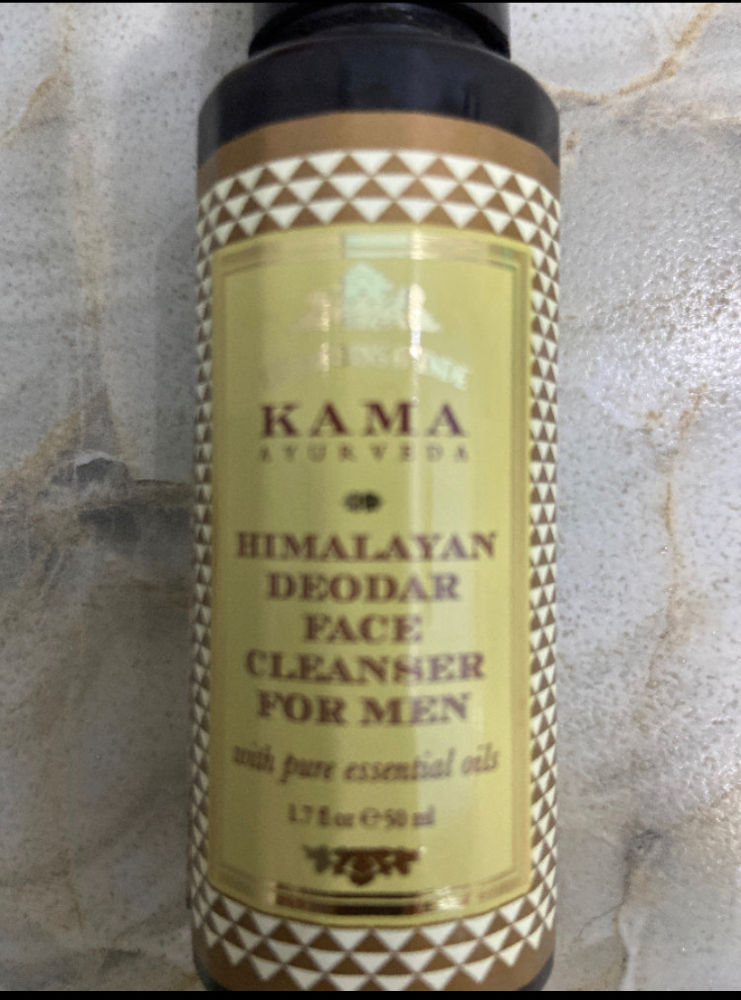 KAMA
AYURVEDA
HIMALAYAN
DEODAR
FACE
CLEANSER
FOR MEN
with pure essential oils
1.7 fl oz ℮ 50 ml